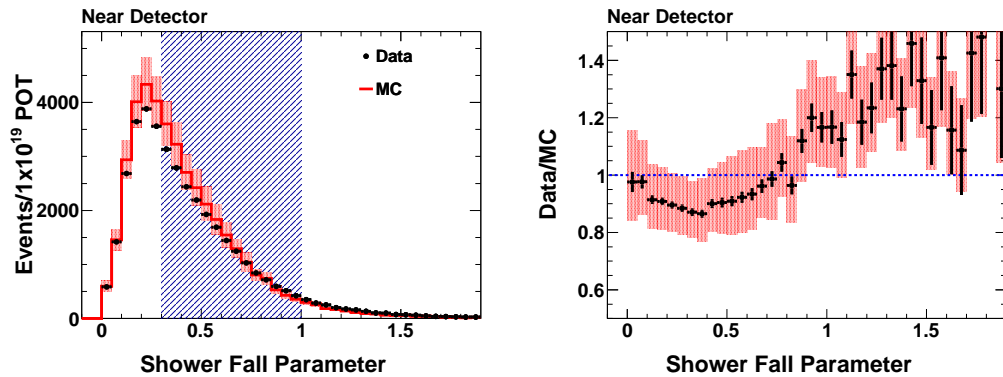 Near Detector
Events/1x10^19 POT
4000
2000
0
Data
MC
0
0.5
1
1.5
Shower Fall Parameter
Near Detector
Data/MC
1.4
1.2
1
0.8
0.6
0
0.5
1
1.5
Shower Fall Parameter